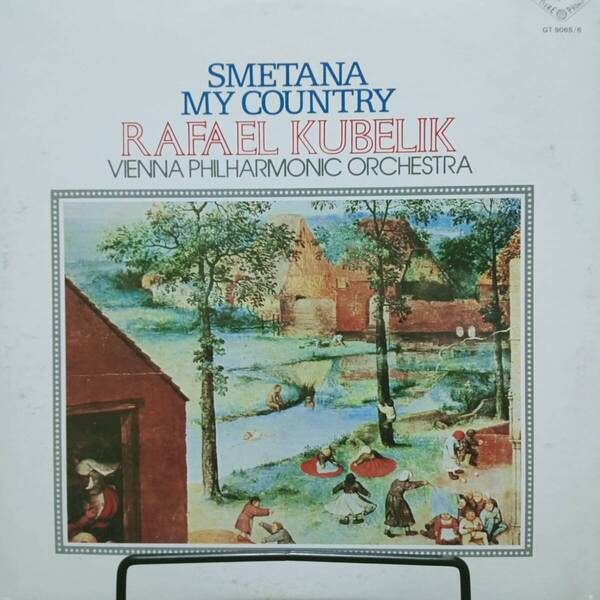 GT 9065/6
SMETANA
MY COUNTRY
RAFAEL KUBELIK
VIENNA PHILHARMONIC ORCHESTRA